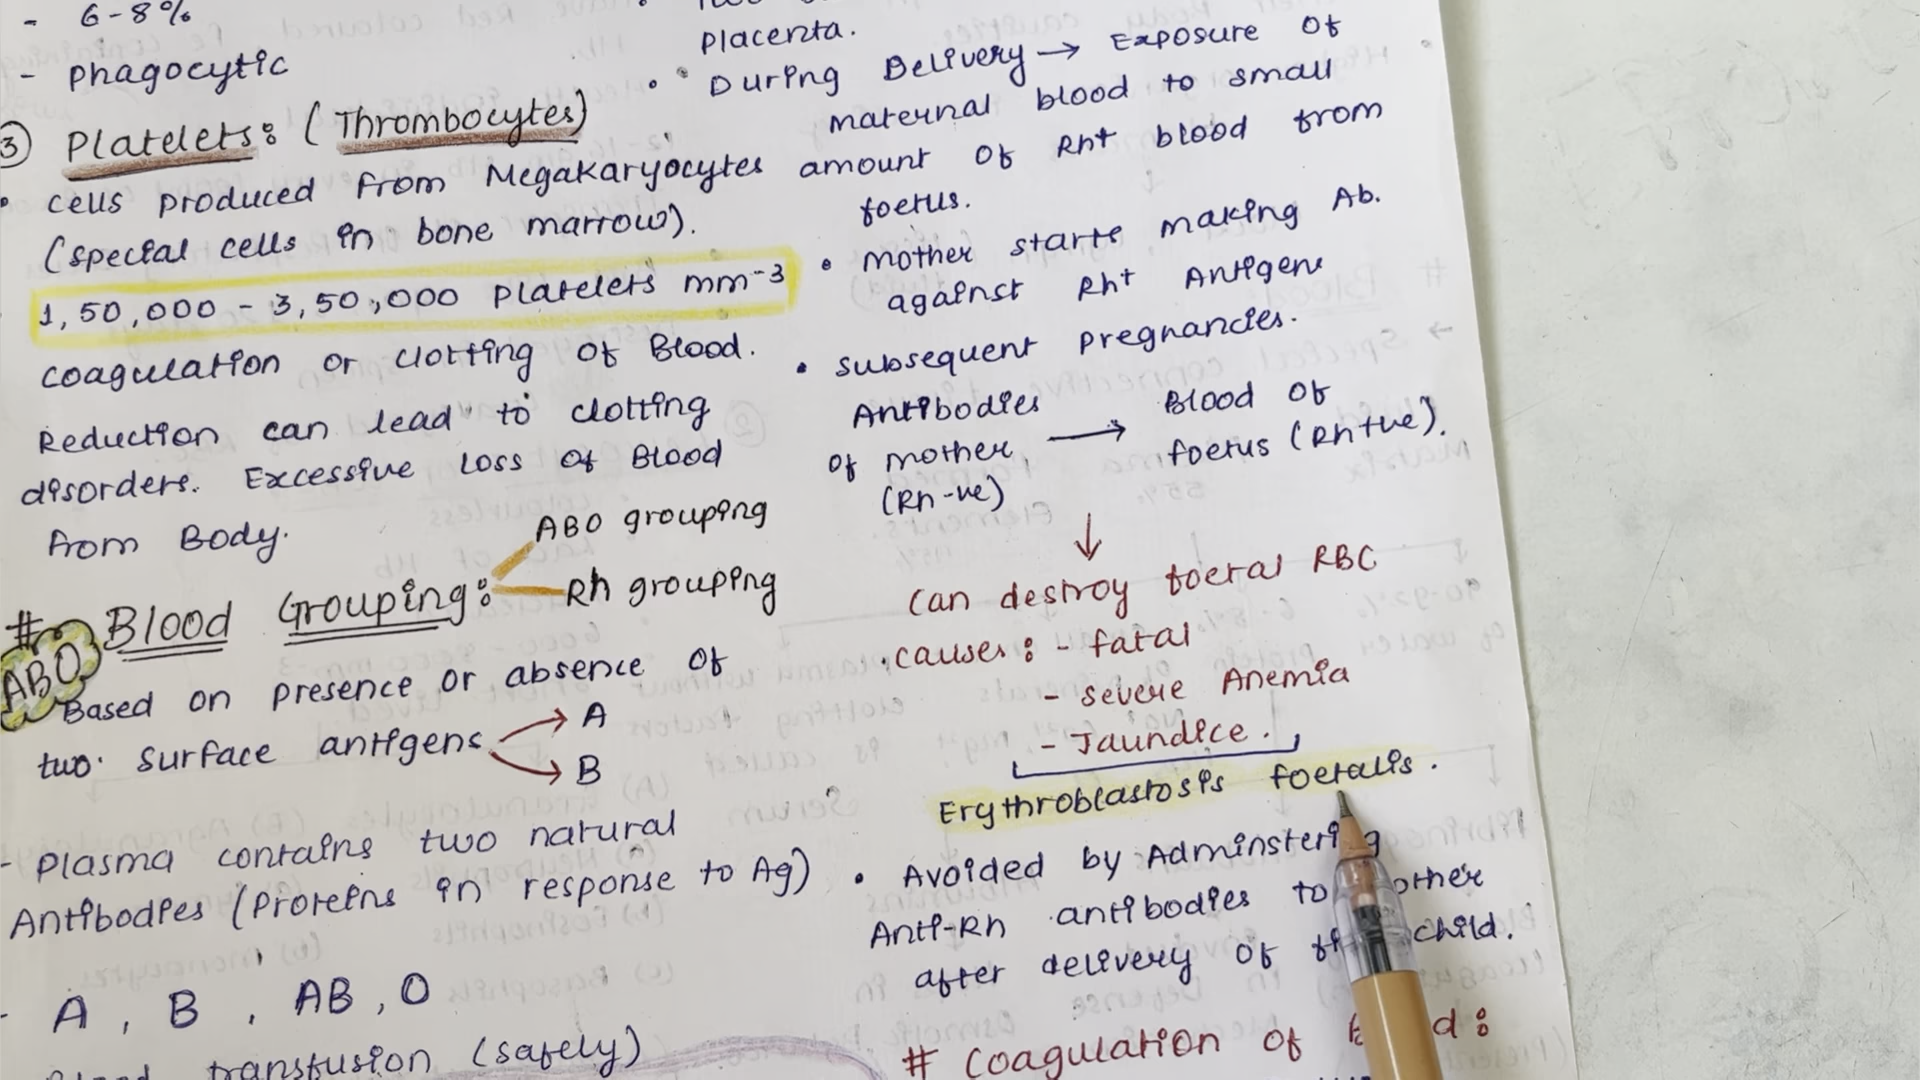 - 6-8%
- Phagocytic
③ Platelets: (Thrombocytes)
• cells produced from Megakaryocytes
(special cells in bone marrow).
1,50,000 - 3,50,000 Platelets mm⁻³
coagulation or clotting of Blood.
Reduction can lead to clotting
disorders. Excessive loss of Blood
from Body.
# Blood Grouping:
ABO grouping
Rh grouping
ABO
Based on presence or absence of
two surface antigens
A
B
- Plasma contains two natural
Antibodies (Proteins in response to Ag)
- A, B, AB, O
transfusion (safely)
Placenta.
• During Delivery → Exposure of
maternal blood to small
amount of Rh+ blood from
foetus.
• mother starts making Ab.
against Rh+ Antigens
• subsequent pregnancies.
Antibodies
of mother
(Rh -ve)
→ Blood of
foetus (Rh+ve).
↓
can destroy foetal RBC
causes: - fatal
- severe Anemia
- Jaundice.
Erythroblastosis foetalis.
• Avoided by Adminstering
Anti-Rh antibodies to
after delivery of child.
# Coagulation of